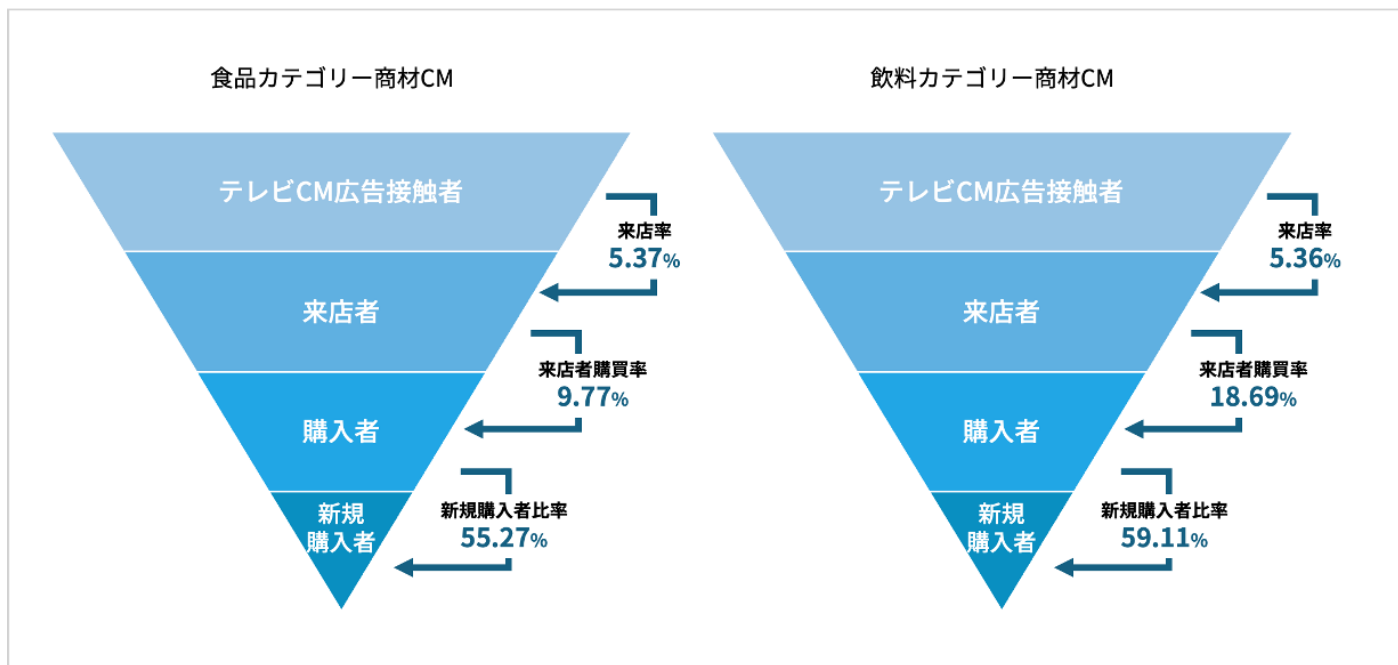 食品カテゴリー商材CM
テレビCM広告接触者
来店率
5.37%
来店者
来店者購買率
9.77%
購入者
新規購入者比率
55.27%
新規
購入者
飲料カテゴリー商材CM
テレビCM広告接触者
来店率
5.36%
来店者
来店者購買率
18.69%
購入者
新規購入者比率
59.11%
新規
購入者